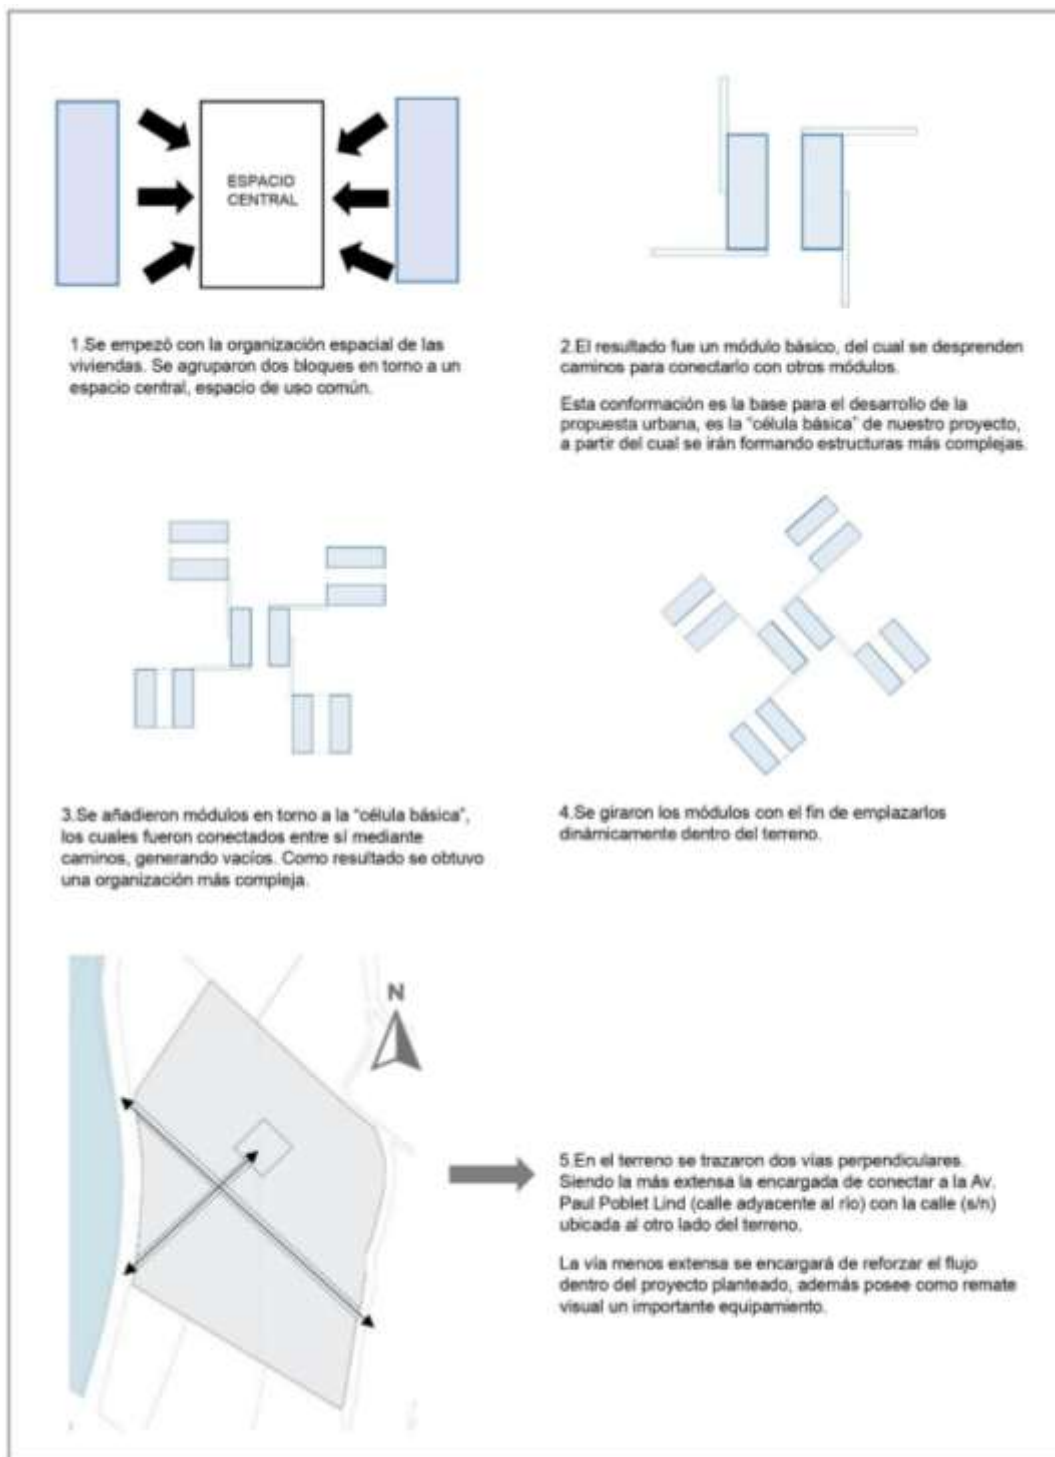 ESPACIO
CENTRAL
1.Se empezó con la organización espacial de las
viviendas. Se agruparon dos bloques en torno a un
espacio central, espacio de uso común.
2.El resultado fue un módulo básico, del cual se desprenden
caminos para conectarlo con otros módulos.
Esta conformación es la base para el desarrollo de la
propuesta urbana, es la "célula básica" de nuestro proyecto,
a partir del cual se irán formando estructuras más complejas.
3.Se añadieron módulos en torno a la "célula básica",
los cuales fueron conectados entre sí mediante
caminos, generando vacíos. Como resultado se obtuvo
una organización más compleja.
4.Se giraron los módulos con el fin de emplazarlos
dinámicamente dentro del terreno.
N
5.En el terreno se trazaron dos vías perpendiculares.
Siendo la más extensa la encargada de conectar a la Av.
Paul Poblet Lind (calle adyacente al río) con la calle (s/n)
ubicada al otro lado del terreno.
La vía menos extensa se encargará de reforzar el flujo
dentro del proyecto planteado, además posee como remate
visual un importante equipamiento.